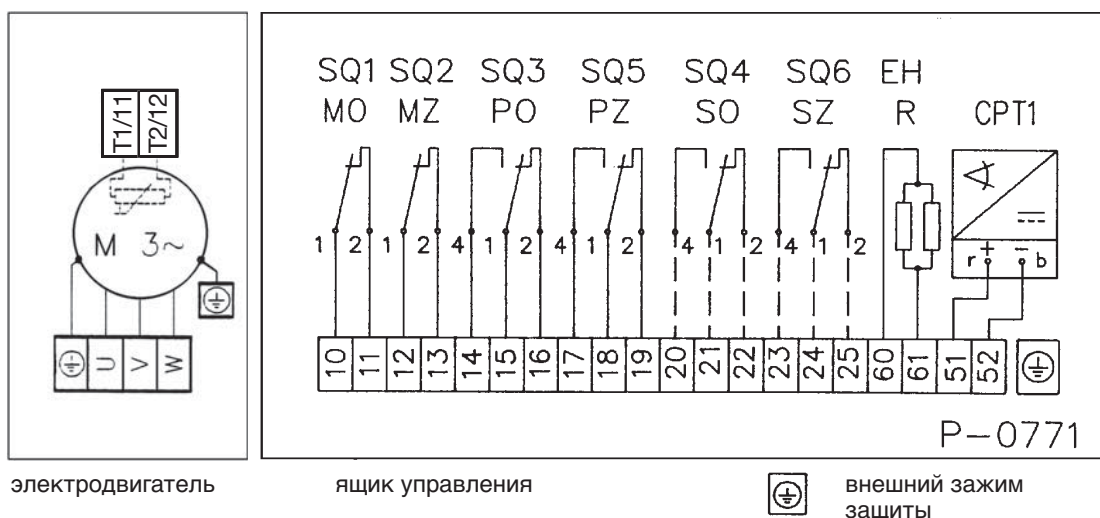 SQ1 SQ2 SQ3 SQ5 SQ4 SQ6 EH
MO MZ PO PZ SO SZ R CPT1
T1/11
T2/12
M 3~
1 2 1 2 4 1 2 4 1 2 4 1 2 4 1 2
r + − b
U V W
10 11 12 13 14 15 16 17 18 19 20 21 22 23 24 25 60 61 51 52
P−0771
электродвигатель
ящик управления
внешний зажим
защиты